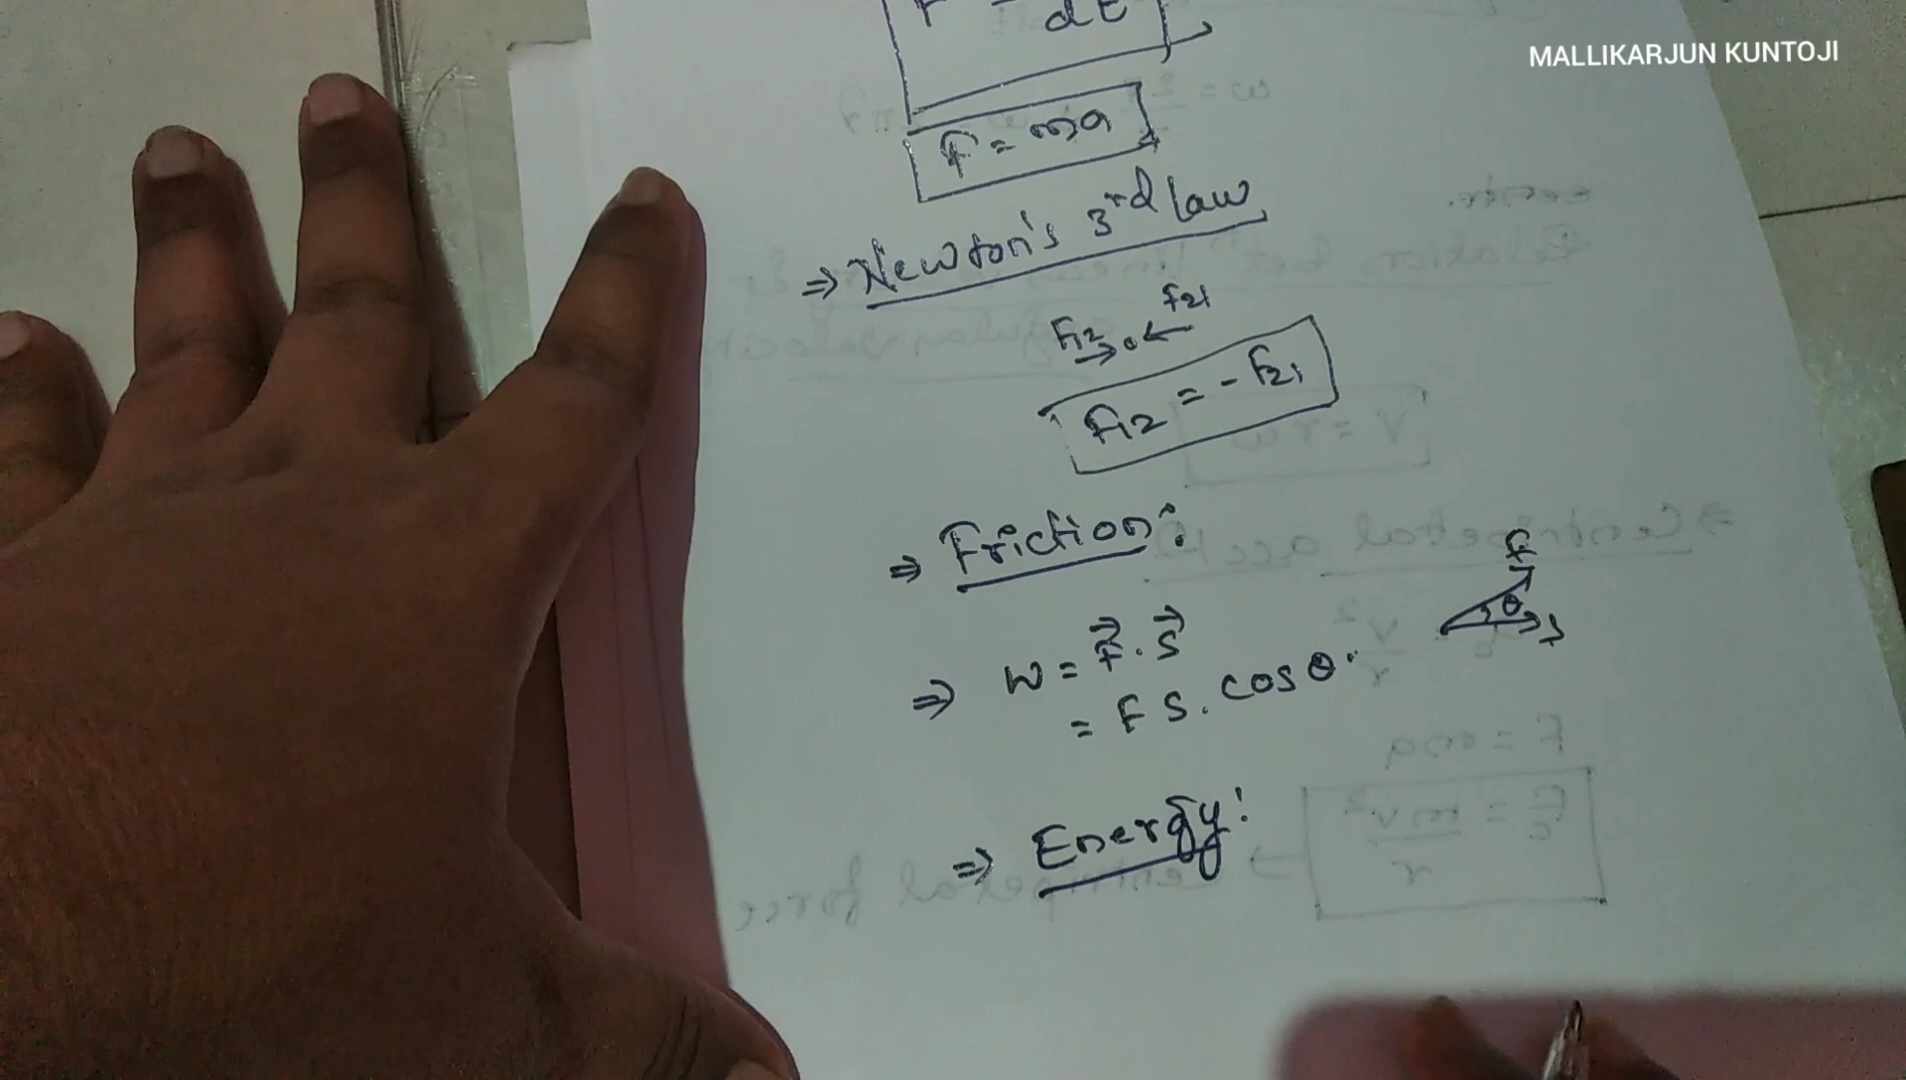 MALLIKARJUN KUNTOJI
dt
F = ma
⇒ Newton's 3rd law
F12 → ← F21
F12 = - F21
⇒ Friction:
F
θ
⇒ W = F⃗ . S⃗
= F S . cos θ .
⇒ Energy: